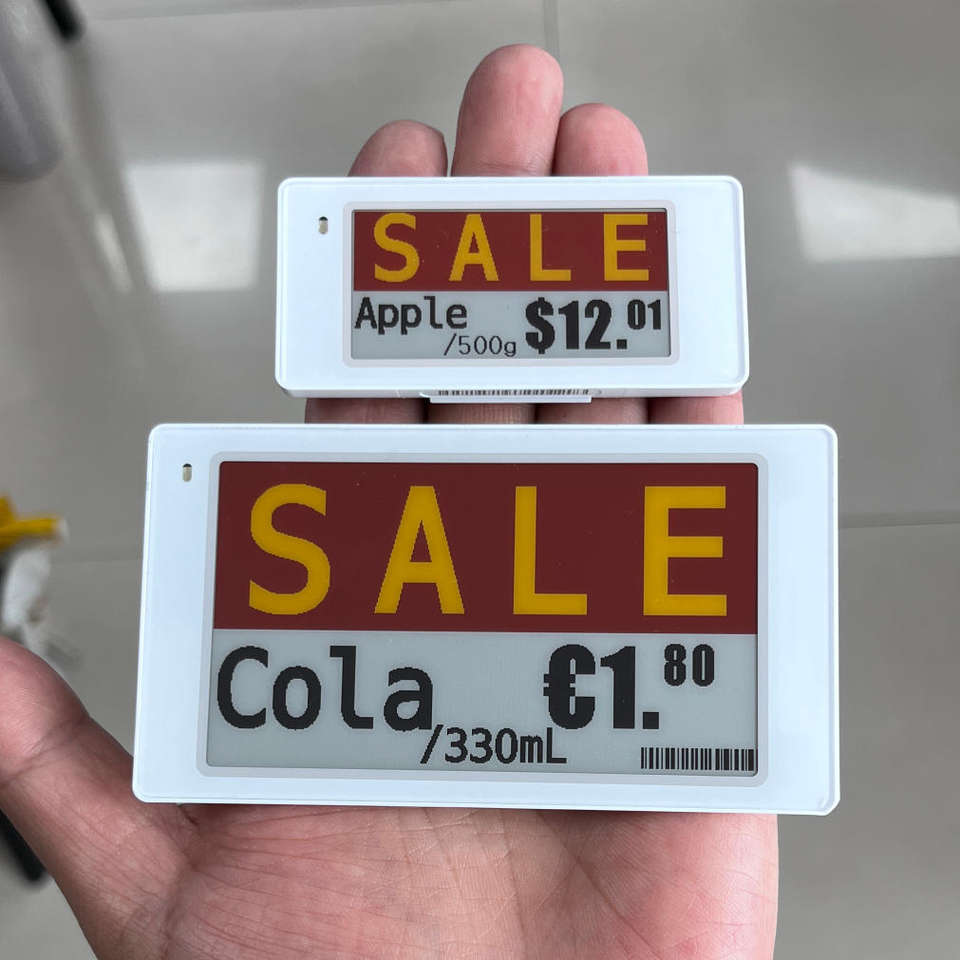 SALE
Apple
/500g
$12.01
SALE
Cola
/330mL
€1.80